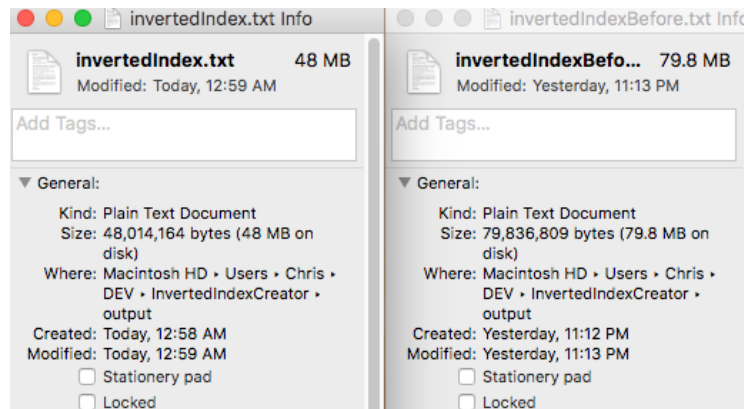 invertedIndex.txt Info
invertedIndex.txt 48 MB
Modified: Today, 12:59 AM
Add Tags...
General:
Kind: Plain Text Document
Size: 48,014,164 bytes (48 MB on
disk)
Where: Macintosh HD ▸ Users ▸ Chris ▸
DEV ▸ InvertedIndexCreator ▸
output
Created: Today, 12:58 AM
Modified: Today, 12:59 AM
Stationery pad
Locked
invertedIndexBefore.txt Info
invertedIndexBefo... 79.8 MB
Modified: Yesterday, 11:13 PM
Add Tags...
General:
Kind: Plain Text Document
Size: 79,836,809 bytes (79.8 MB on
disk)
Where: Macintosh HD ▸ Users ▸ Chris ▸
DEV ▸ InvertedIndexCreator ▸
output
Created: Yesterday, 11:12 PM
Modified: Yesterday, 11:13 PM
Stationery pad
Locked